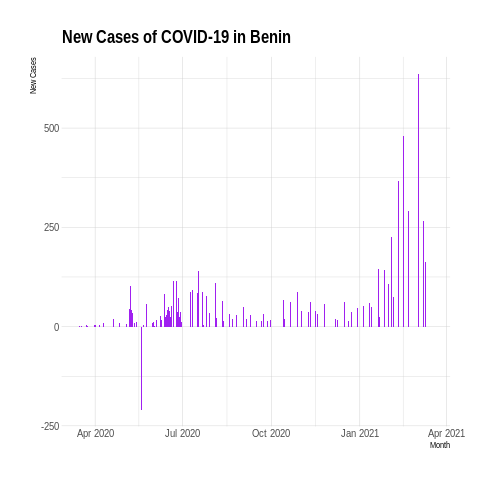 New Cases of COVID-19 in Benin
New Cases
500
250
0
-250
Apr 2020
Jul 2020
Oct 2020
Jan 2021
Apr 2021
Month